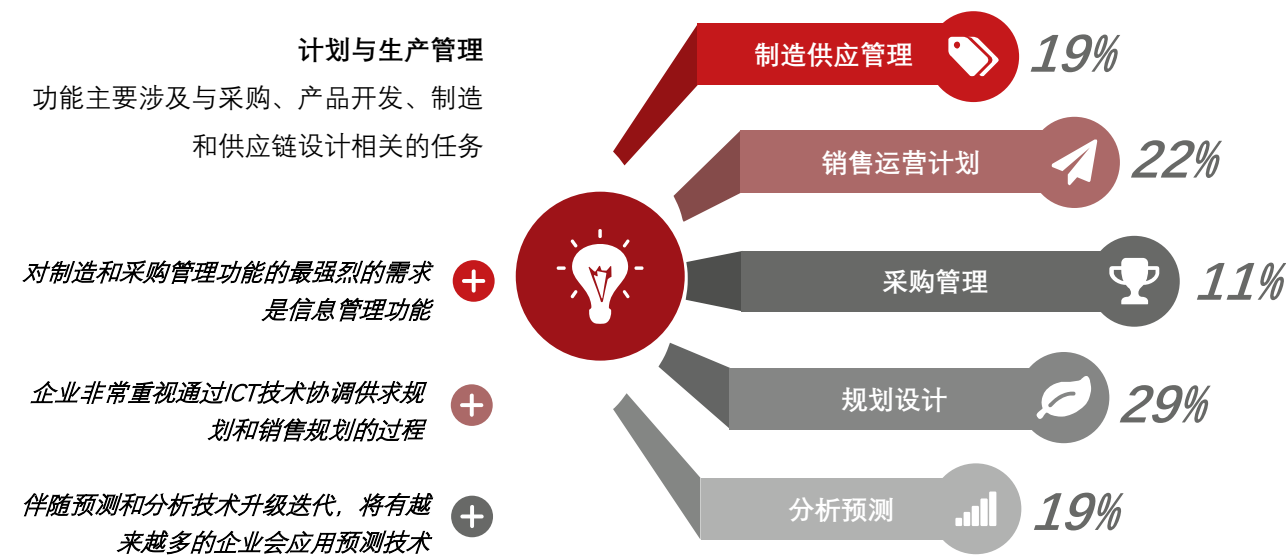 计划与生产管理
功能主要涉及与采购、产品开发、制造
和供应链设计相关的任务
对制造和采购管理功能的最强烈的需求
是信息管理功能
企业非常重视通过ICT技术协调供求规
划和销售规划的过程
伴随预测和分析技术升级迭代，将有越
来越多的企业会应用预测技术
制造供应管理
19%
销售运营计划
22%
采购管理
11%
规划设计
29%
分析预测
19%